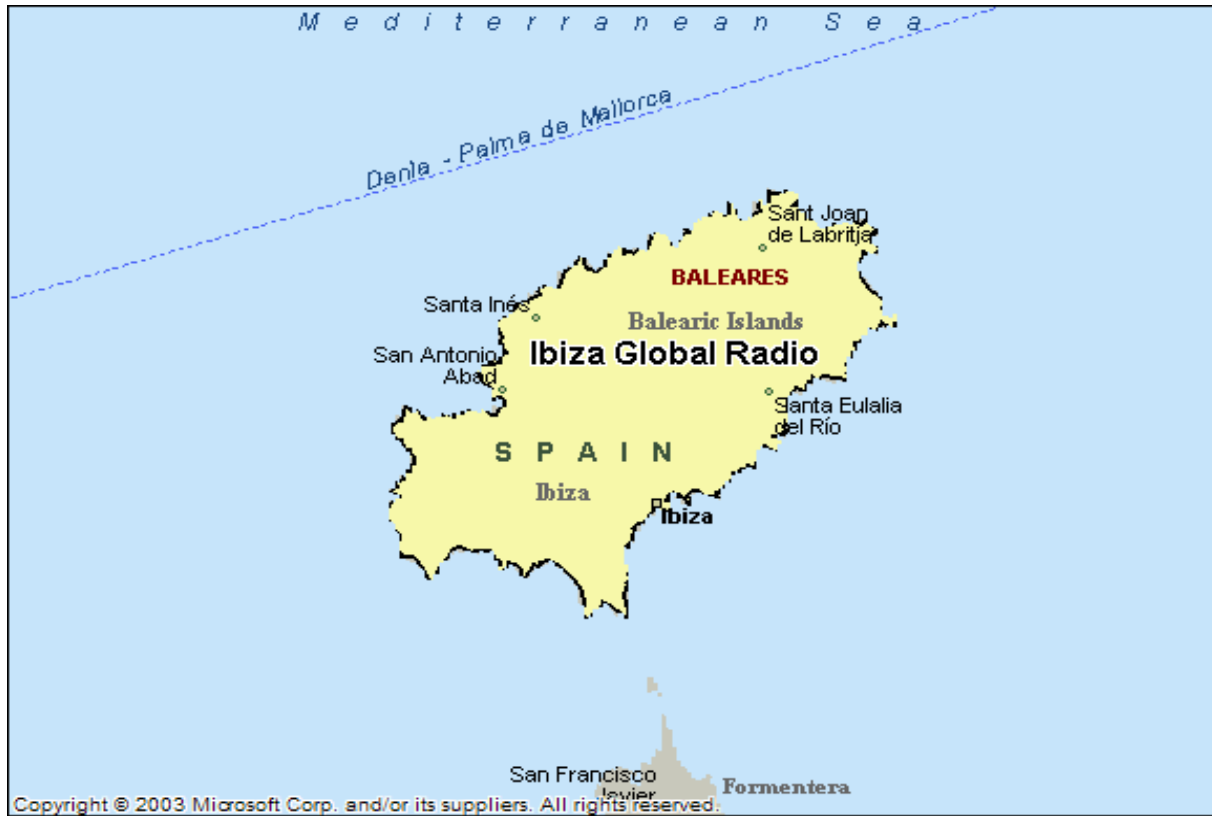 Mediterranean Sea
Denia - Palma de Mallorca
Sant Joan
de Labritja
BALEARES
Santa Inés
Balearic Islands
Ibiza Global Radio
San Antonio
Abad
Santa Eulalia
del Río
SPAIN
Ibiza
Ibiza
San Francisco
Javier
Formentera
Copyright © 2003 Microsoft Corp. and/or its suppliers. All rights reserved.